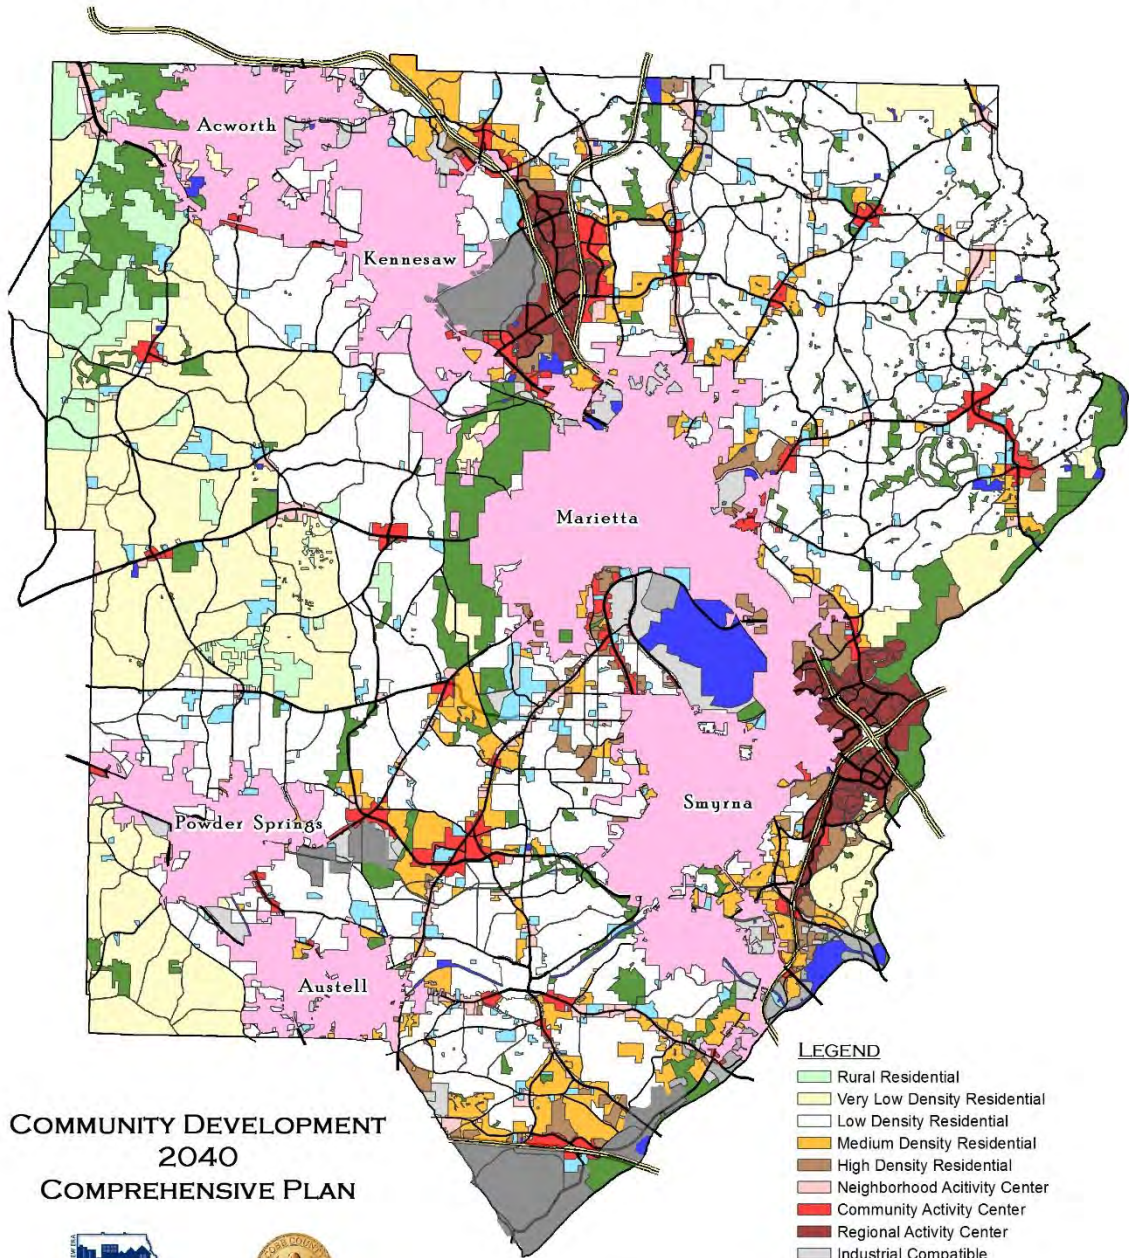 Acworth
Kennesaw
Marietta
Smyrna
Powder Springs
Austell
LEGEND
Rural Residential
Very Low Density Residential
Low Density Residential
Medium Density Residential
High Density Residential
Neighborhood Acitivity Center
Community Activity Center
Regional Activity Center
Industrial Compatible
COMMUNITY DEVELOPMENT
2040
COMPREHENSIVE PLAN
COBB COUNTY